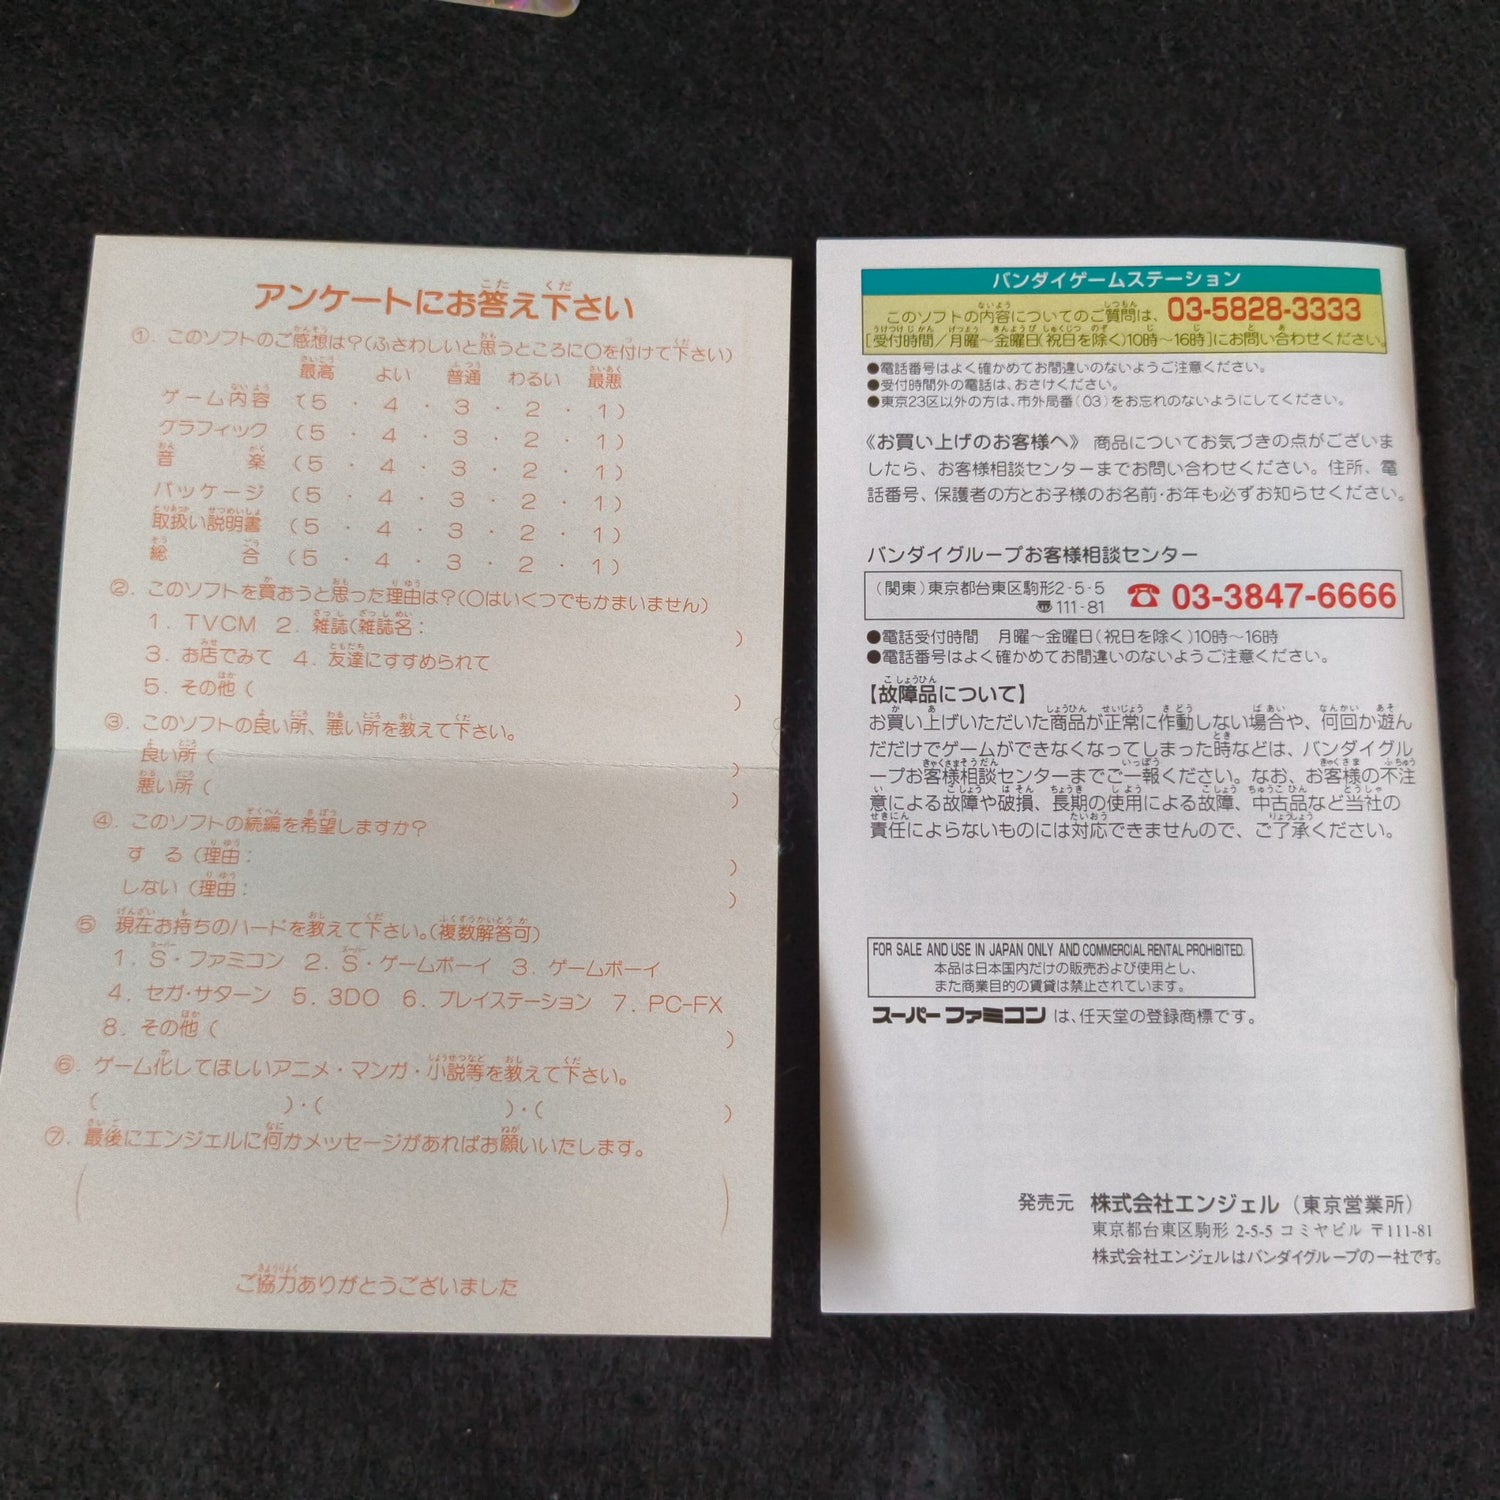 アンケートにお答え下さい
①. このソフトのご感想は?(ふさわしいと思うところに○を付けて下さい)
最高 よい 普通 わるい 最悪
ゲーム内容 (5 ・ 4 ・ 3 ・ 2 ・ 1)
グラフィック (5 ・ 4 ・ 3 ・ 2 ・ 1)
音楽 (5 ・ 4 ・ 3 ・ 2 ・ 1)
パッケージ (5 ・ 4 ・ 3 ・ 2 ・ 1)
取扱い説明書 (5 ・ 4 ・ 3 ・ 2 ・ 1)
総合 (5 ・ 4 ・ 3 ・ 2 ・ 1)
②. このソフトを買おうと思った理由は?(○はいくつでもかまいません)
1. TVCM 2. 雑誌(雑誌名: )
3. お店でみて 4. 友達にすすめられて
5. その他( )
③. このソフトの良い所、悪い所を教えて下さい。
良い所( )
悪い所( )
④. このソフトの続編を希望しますか?
する(理由: )
しない(理由: )
⑤ 現在お持ちのハードを教えて下さい。(複数解答可)
1. S・ファミコン 2. S・ゲームボーイ 3. ゲームボーイ
4. セガ・サターン 5. 3DO 6. プレイステーション 7. PC-FX
8. その他( )
⑥. ゲーム化してほしいアニメ・マンガ・小説等を教えて下さい。
( )・( )・( )
⑦. 最後にエンジェルに何かメッセージがあればお願いいたします。
( )
ご協力ありがとうございました
バンダイゲームステーション
このソフトの内容についてのご質問は、03-5828-3333
[受付時間/月曜~金曜日(祝日を除く)10時~16時]にお問い合わせください。
●電話番号はよく確かめてお間違いのないようご注意ください。
●受付時間外の電話は、おさけください。
●東京23区以外の方は、市外局番(03)をお忘れのないようにしてください。
《お買い上げのお客様へ》 商品についてお気づきの点がございま
したら、お客様相談センターまでお問い合わせください。住所、電
話番号、保護者の方とお子様のお名前・お年も必ずお知らせください。
バンダイグループお客様相談センター
(関東)東京都台東区駒形2-5-5 ☎ 03-3847-6666
〠 111-81
●電話受付時間 月曜~金曜日(祝日を除く)10時~16時
●電話番号はよく確かめてお間違いのないようご注意ください。
【故障品について】
お買い上げいただいた商品が正常に作動しない場合や、何回か遊ん
だだけでゲームができなくなってしまった時などは、バンダイグル
ープお客様相談センターまでご一報ください。なお、お客様の不注
意による故障や破損、長期の使用による故障、中古品など当社の
責任によらないものには対応できませんので、ご了承ください。
FOR SALE AND USE IN JAPAN ONLY AND COMMERCIAL RENTAL PROHIBITED.
本品は日本国内だけの販売および使用とし、
また商業目的の賃貸は禁止されています。
スーパーファミコン は、任天堂の登録商標です。
発売元 株式会社エンジェル(東京営業所)
東京都台東区駒形 2-5-5 コミヤビル 〒111-81
株式会社エンジェルはバンダイグループの一社です。